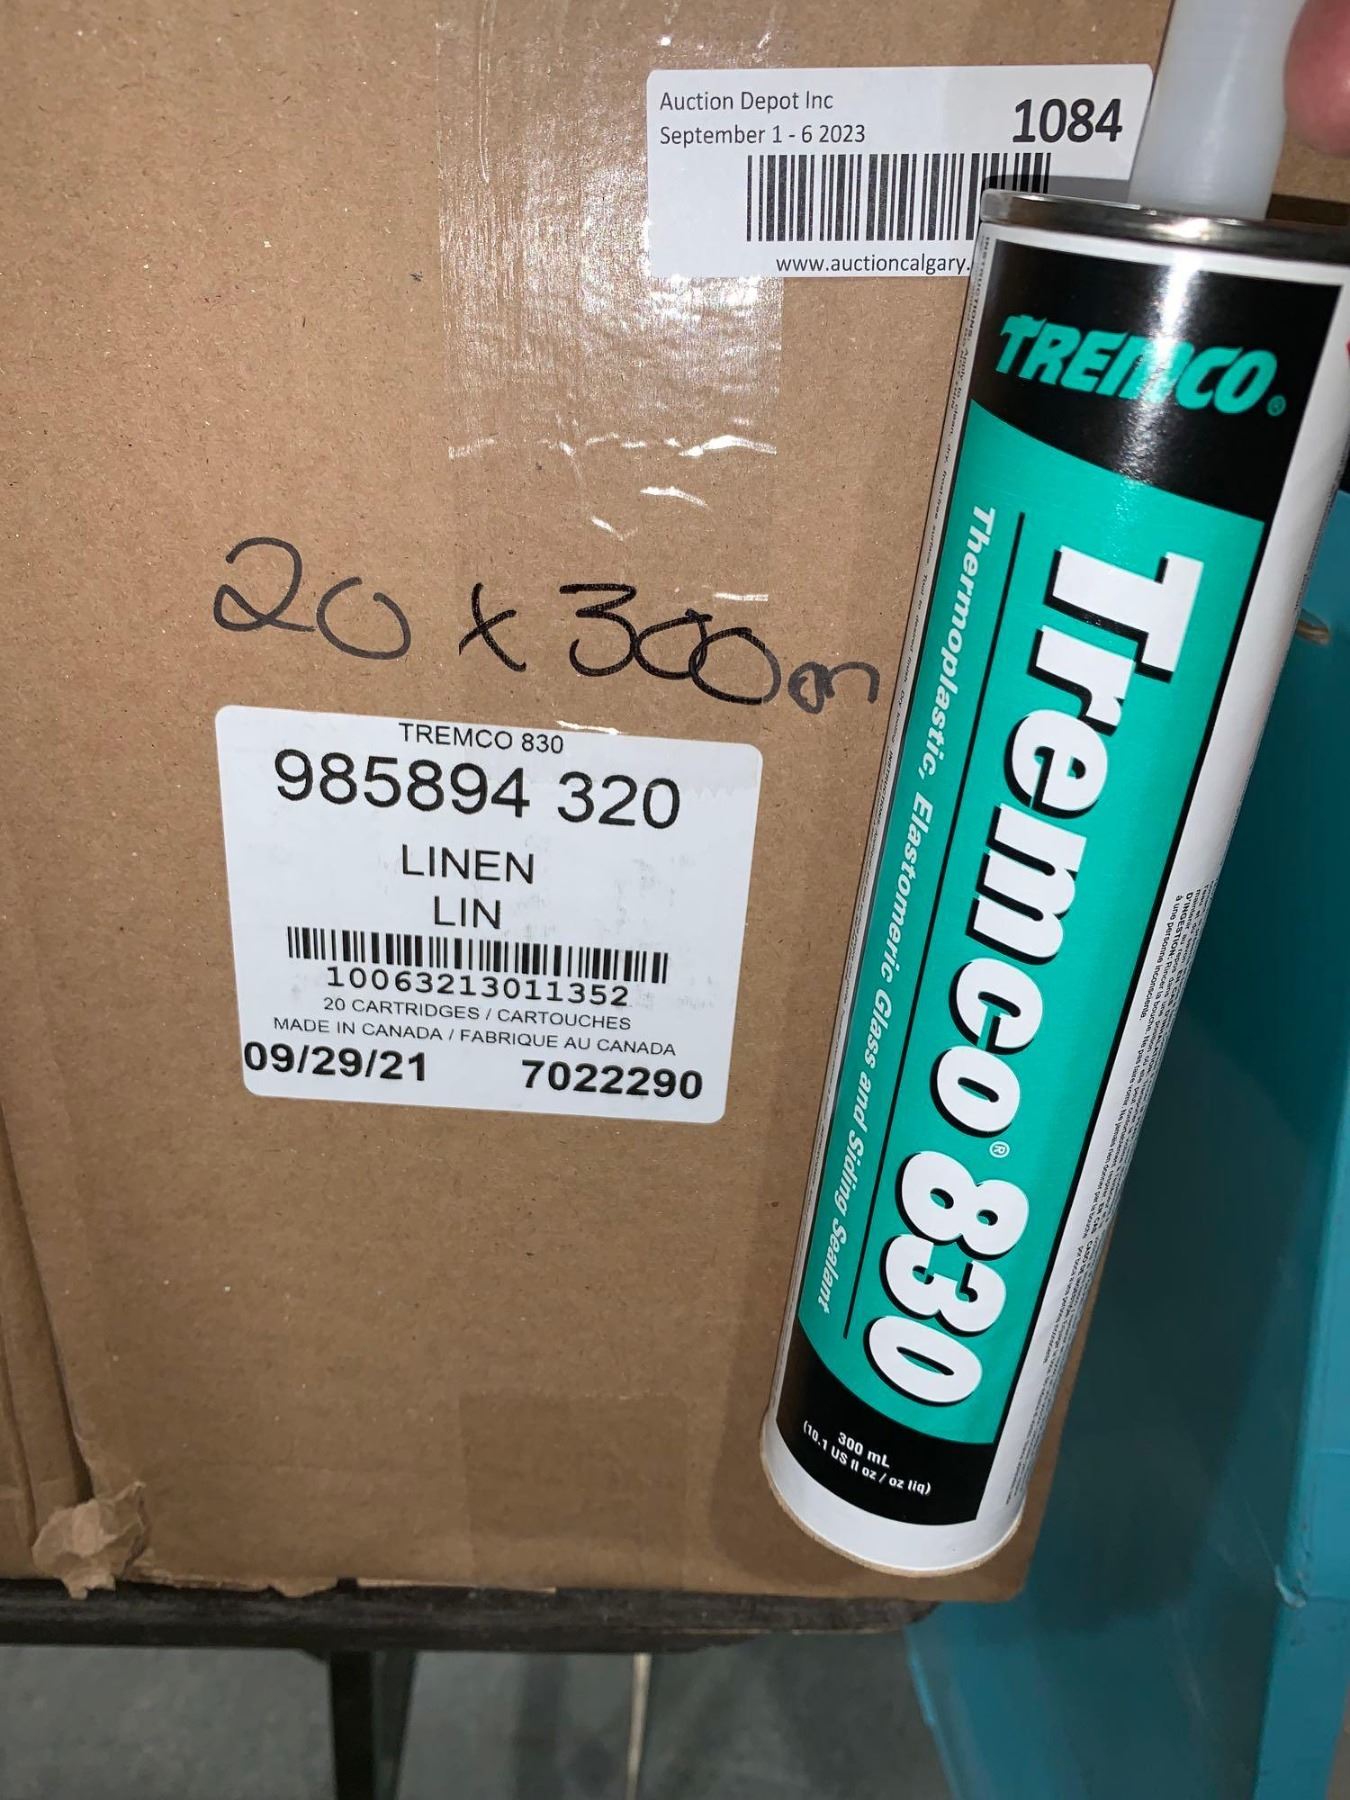 Auction Depot Inc
September 1 - 6 2023
1084
www.auctioncalgary.
20 x 300m
TREMCO 830
985894 320
LINEN
LIN
10063213011352
20 CARTRIDGES / CARTOUCHES
MADE IN CANADA / FABRIQUE AU CANADA
09/29/21 7022290
TREMCO®
Tremco® 830
Thermoplastic, Elastomeric Glass and Siding Sealant
300 mL
(10.1 US fl oz / oz liq)